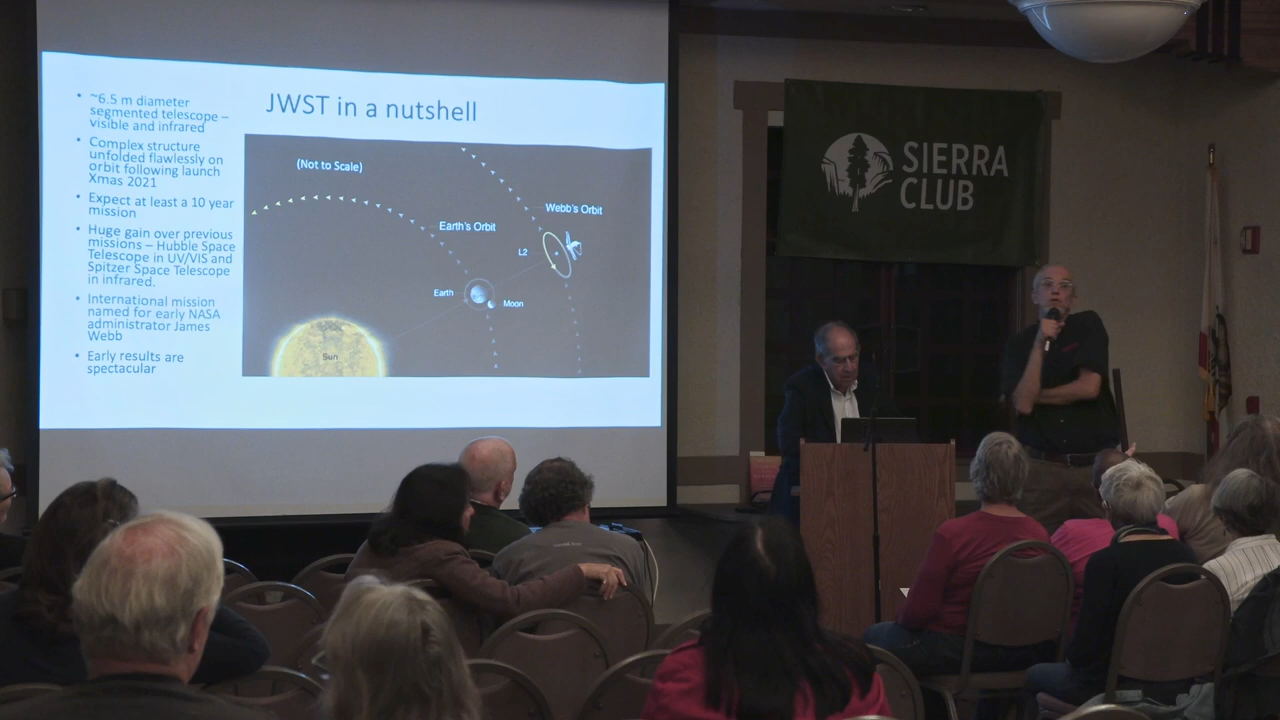 JWST in a nutshell
• ~6.5 m diameter
segmented telescope –
visible and infrared
• Complex structure
unfolded flawlessly on
orbit following launch
Xmas 2021
• Expect at least a 10 year
mission
• Huge gain over previous
missions – Hubble Space
Telescope in UV/VIS and
Spitzer Space Telescope
in infrared.
• International mission
named for early NASA
administrator James
Webb
• Early results are
spectacular
(Not to Scale)
Webb's Orbit
Earth's Orbit
L2
Earth
Moon
Sun
SIERRA
CLUB